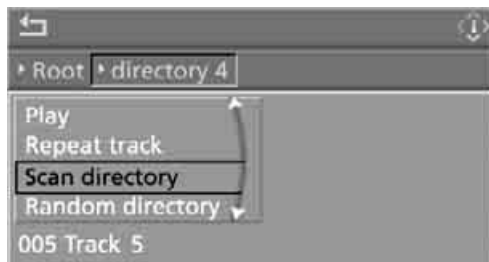 Root directory 4
Play
Repeat track
Scan directory
Random directory
005 Track 5